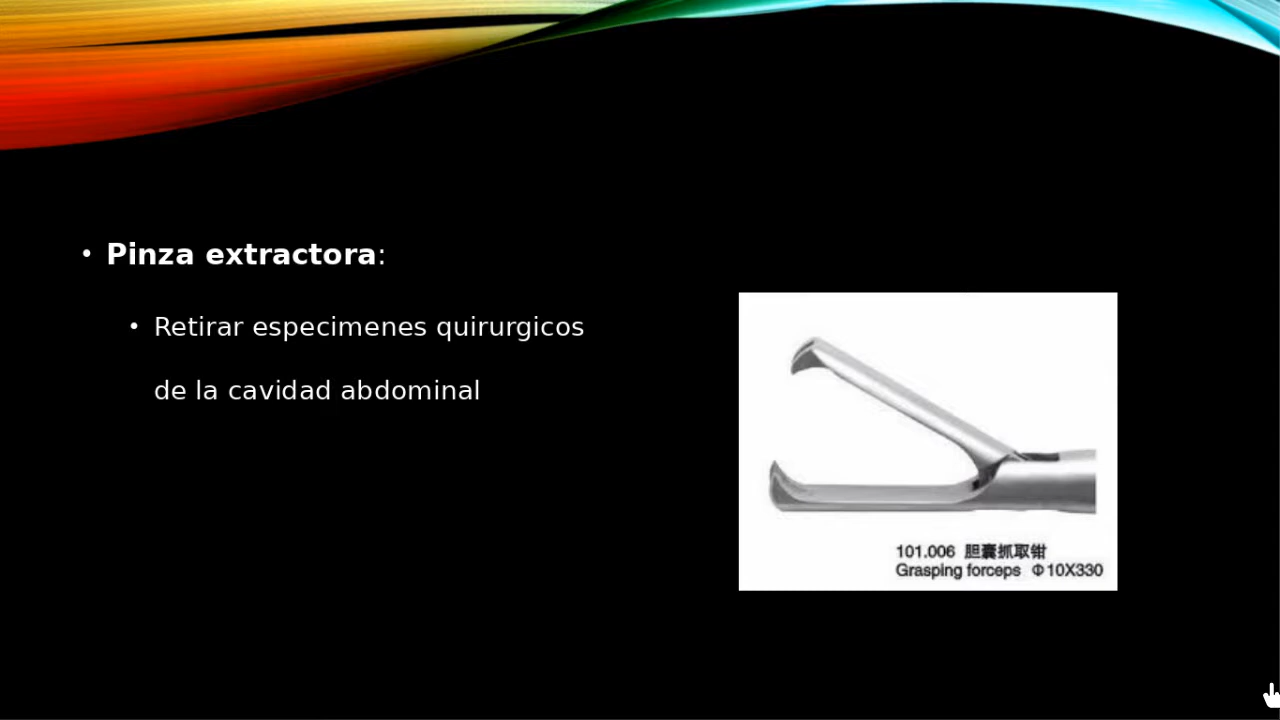 • Pinza extractora:
• Retirar especimenes quirurgicos
de la cavidad abdominal
101.006 胆囊抓取钳
Grasping forceps Φ10X330